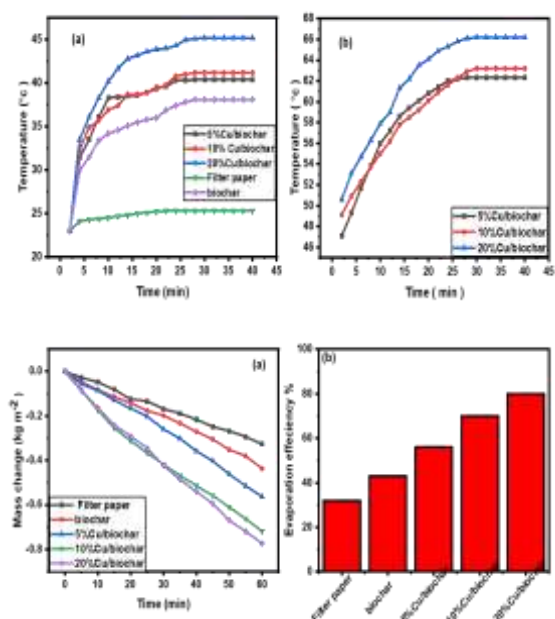 (a)
Temperature (°c)
45
40
35
30
25
20
5%Cu/biochar
10% Cu/biochar
20%Cu/biochar
Filter paper
biochar
0 5 10 15 20 25 30 35 40 45
Time (min)
(b)
Temperature ( °c)
68
66
64
62
60
58
56
54
52
50
48
46
5%Cu/biochar
10%Cu/biochar
20%Cu/biochar
0 5 10 15 20 25 30 35 40 45
Time ( min )
(a)
Mass change (kg m-2)
0.0
-0.2
-0.4
-0.6
-0.8
Filter paper
biochar
5%Cu/biochar
10%Cu/biochar
20%Cu/biochar
0 10 20 30 40 50 60
Time (min)
(b)
Evaporation effeciency %
100
80
60
40
20
0
Filter paper
biochar